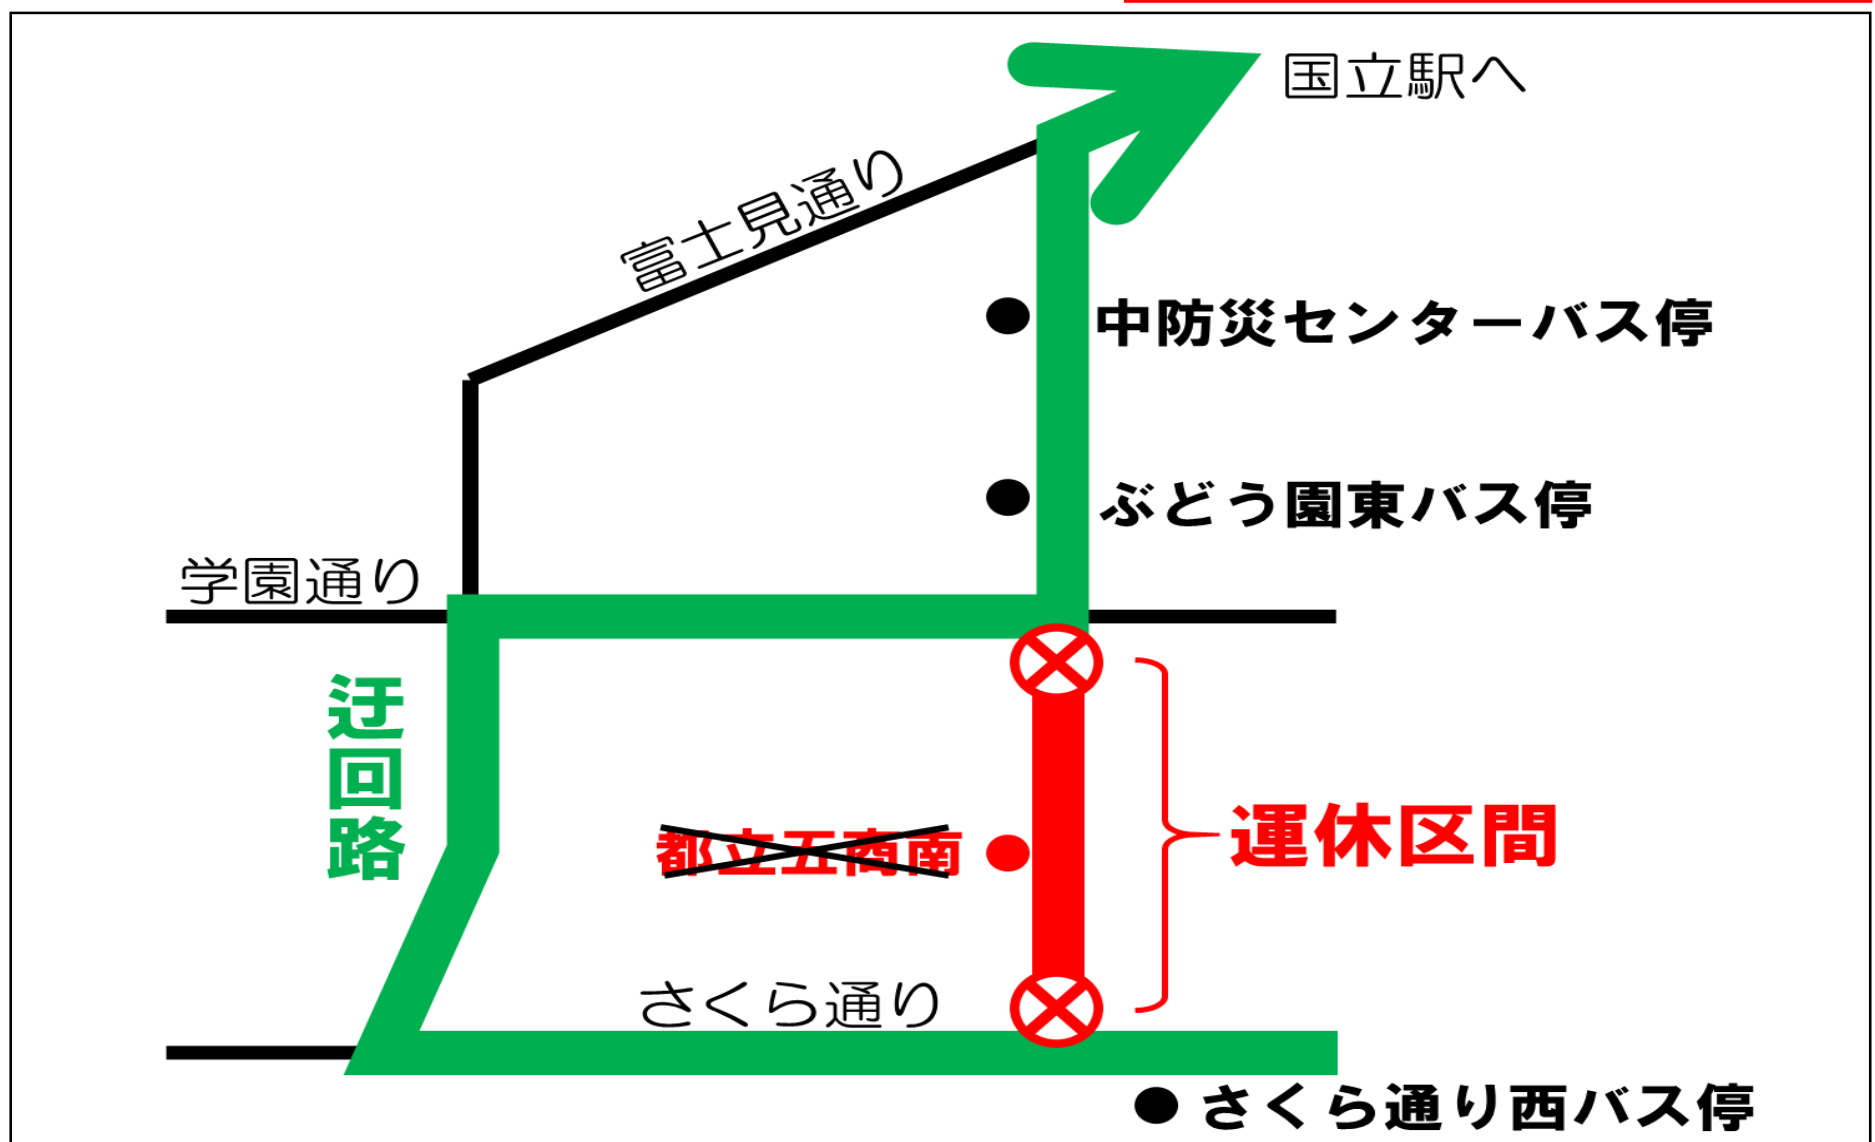 国立駅へ
富士見通り
中防災センターバス停
ぶどう園東バス停
学園通り
迂回路
都立五商南
運休区間
さくら通り
さくら通り西バス停